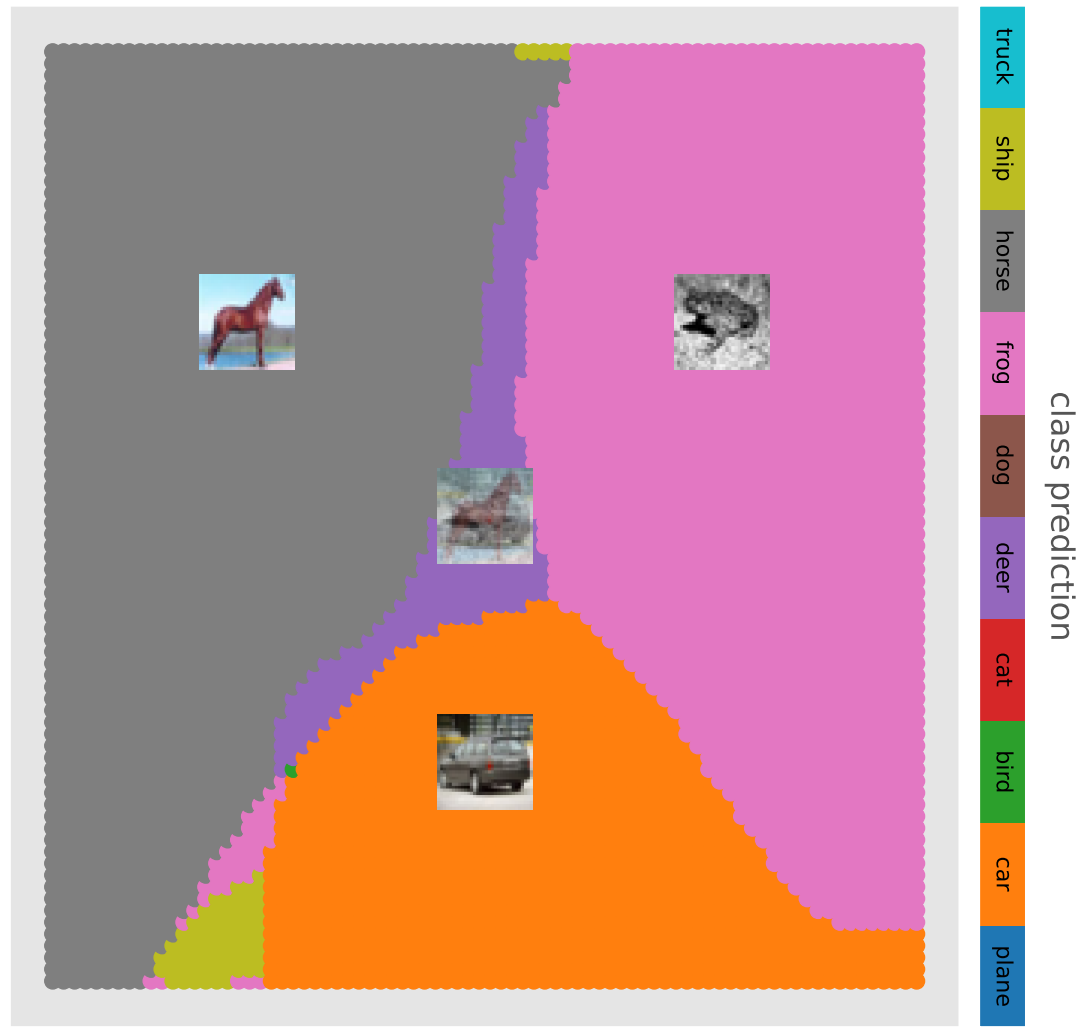 truck
ship
horse
frog
dog
deer
cat
bird
car
plane
class prediction